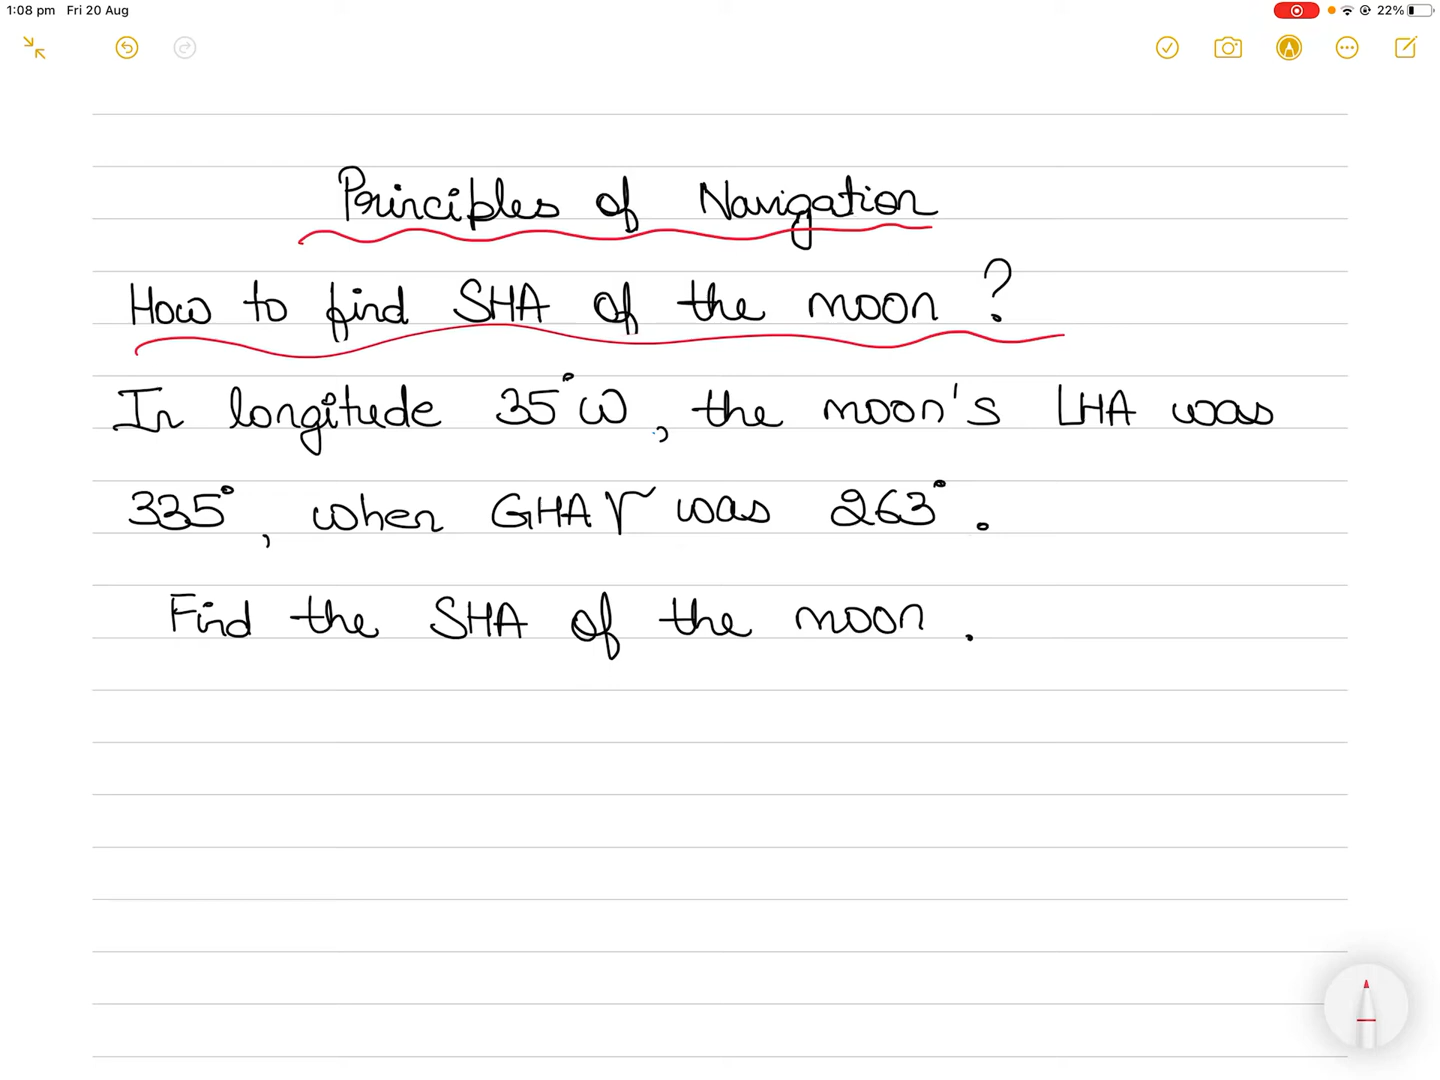 1:08 pm Fri 20 Aug 22%
Principles of Navigation
How to find SHA of the moon ?
In longitude 35°W, the moon's LHA was
335°, when GHA♈ was 263°.
Find the SHA of the moon.